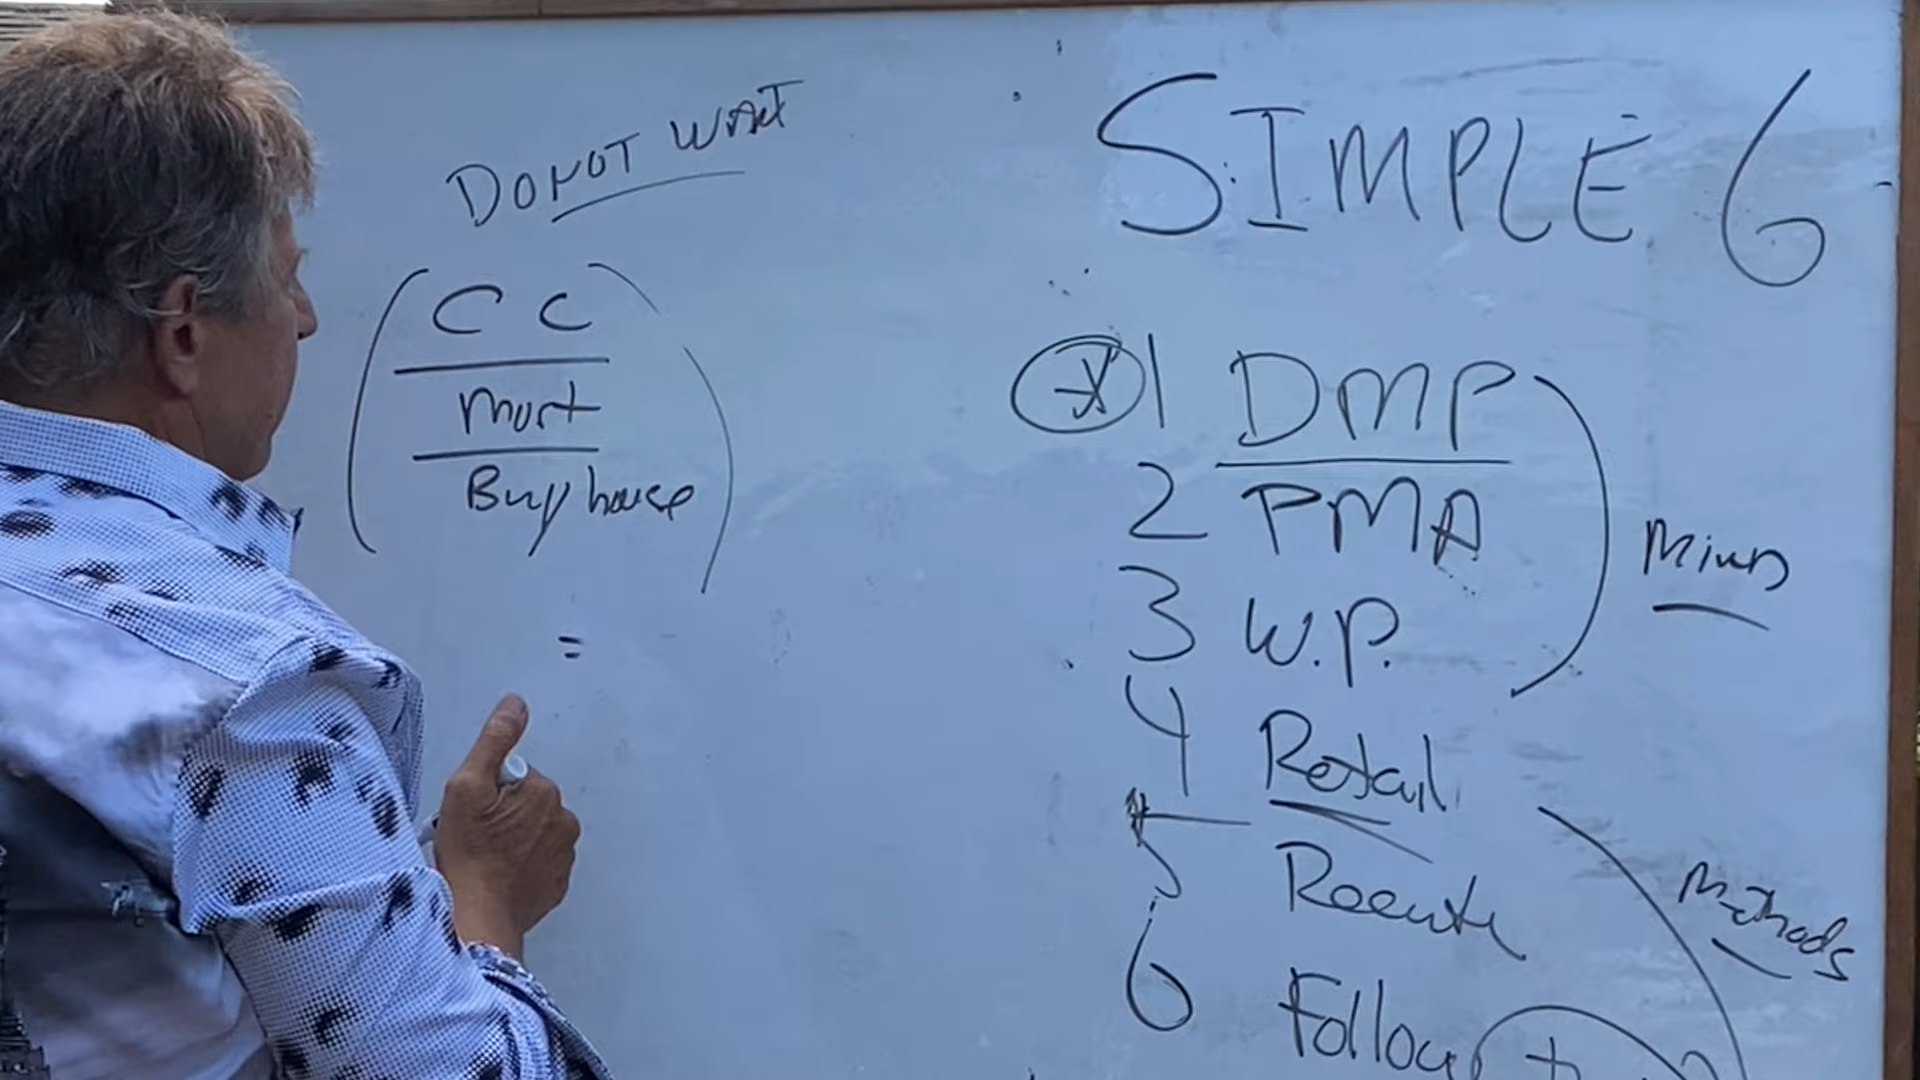 DO NOT WANT
CC
Mort
Buy house
=
SIMPLE 6
* 1 DMP
2 PMA
3 W.P.
Mind
4 Retail
5 Recruit
6 Follow
Methods